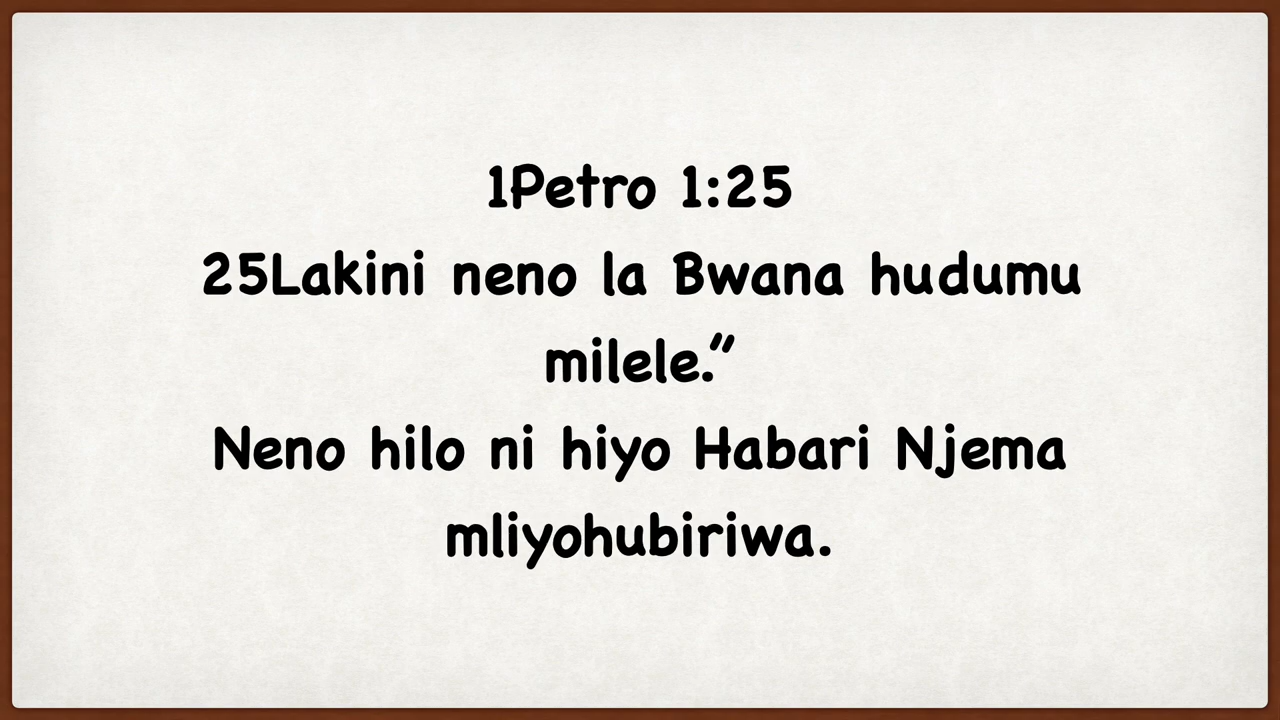 1Petro 1:25
25Lakini neno la Bwana hudumu
milele.”
Neno hilo ni hiyo Habari Njema
mliyohubiriwa.